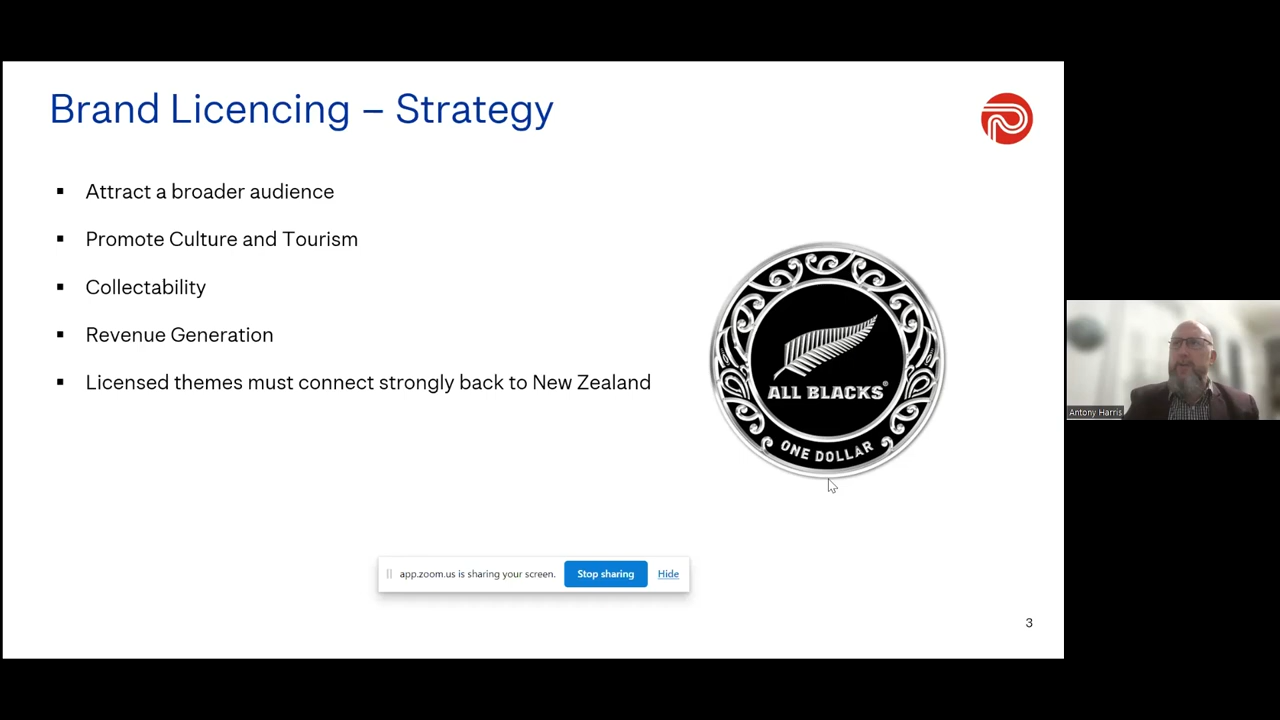 Brand Licencing – Strategy
▪ Attract a broader audience
▪ Promote Culture and Tourism
▪ Collectability
▪ Revenue Generation
▪ Licensed themes must connect strongly back to New Zealand
ALL BLACKS®
ONE DOLLAR
Antony Harris
app.zoom.us is sharing your screen. Stop sharing Hide
3